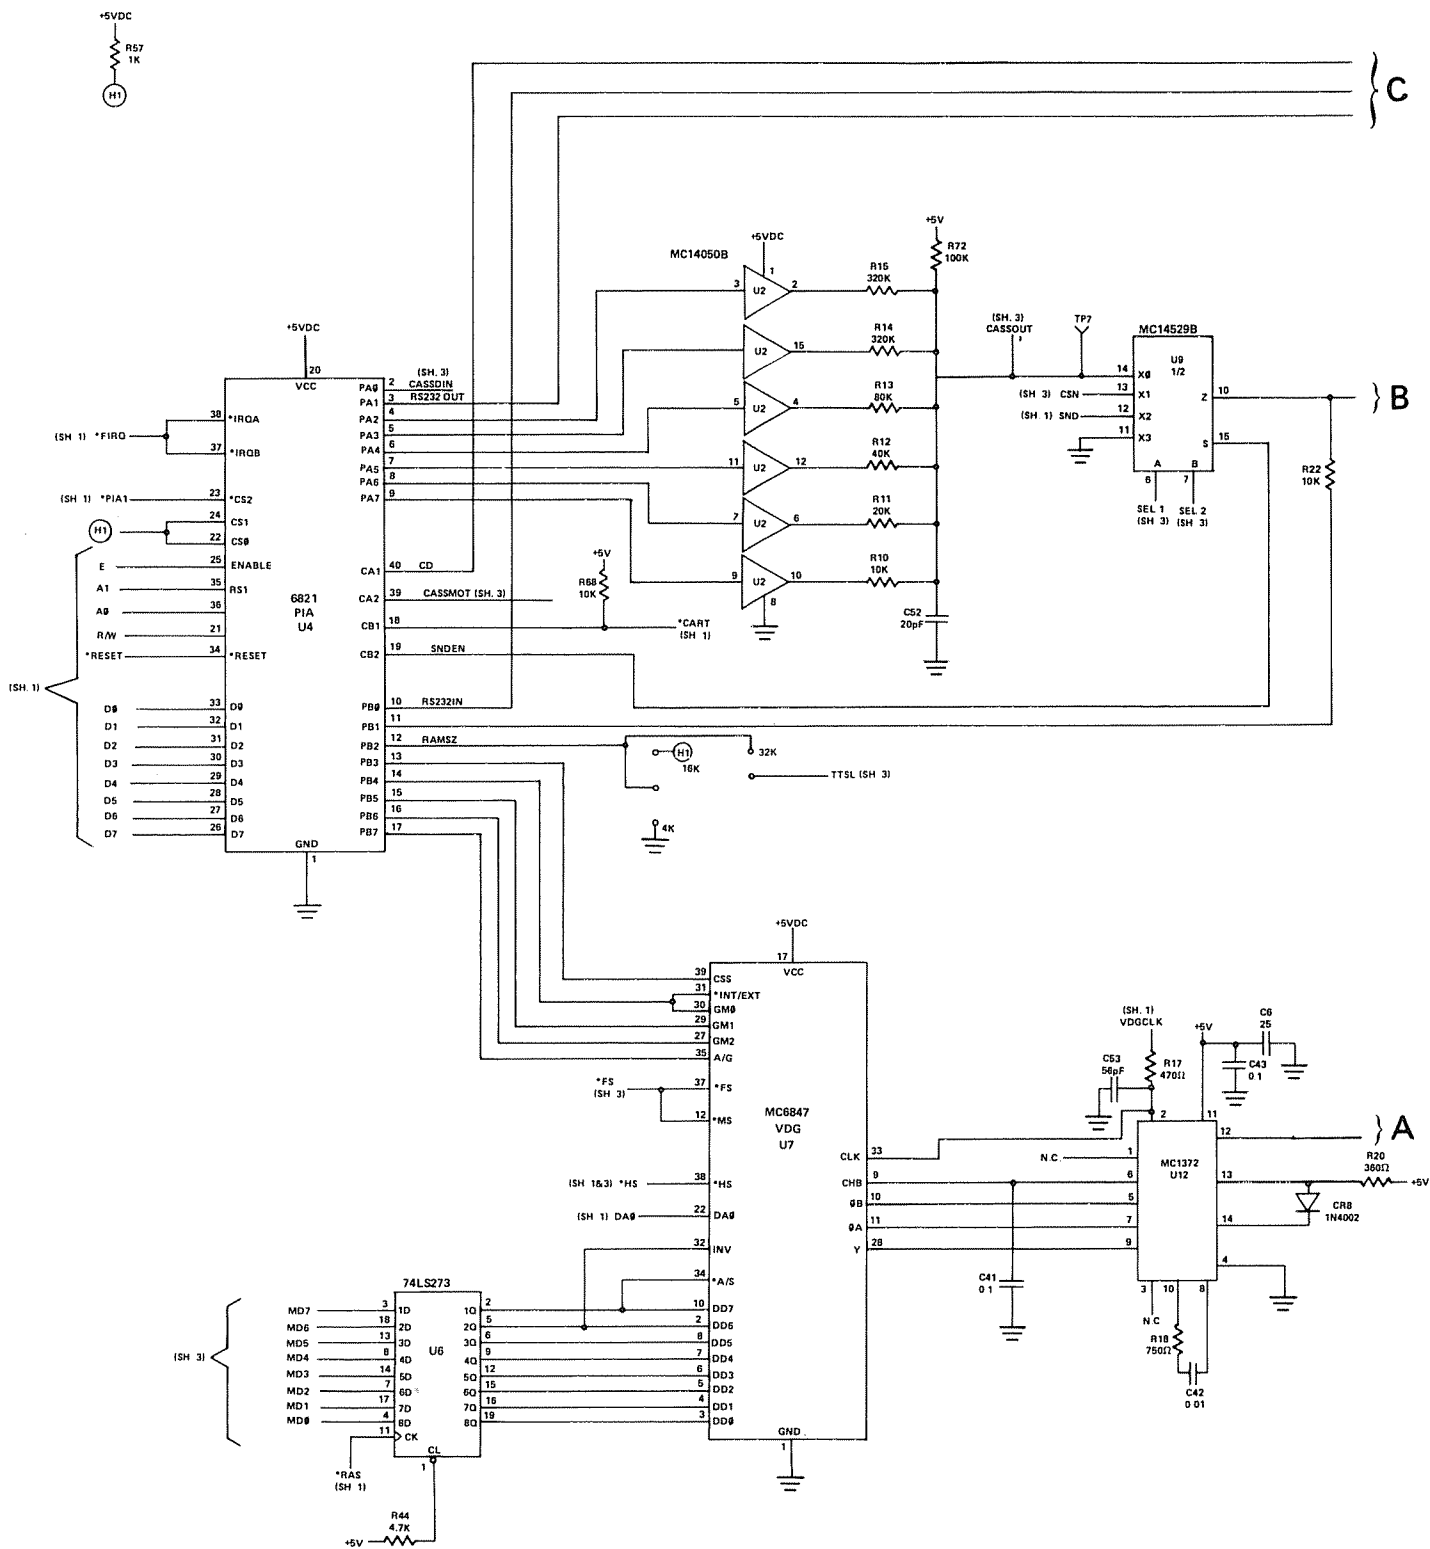 +5VDC
R57
1K
H1
C
+5V
R72
100K
+5VDC
MC14050B
1
3
U2
2
R15
320K
U2
15
R14
320K
5
U2
4
R13
80K
11
U2
12
R12
40K
7
U2
6
R11
20K
9
U2
10
R10
10K
8
C52
20pF
(SH. 3)
CASSOUT
TP7
MC14529B
U9
1/2
14 X0
(SH 3) CSN 13 X1
(SH. 1) SND 12 X2
11 X3
Z 10
S 15
A B
6 7
SEL 1
(SH 3)
SEL 2
(SH 3)
B
R22
10K
+5VDC
20
VCC
6821
PIA
U4
(SH 1) *FIRQ
38 *IRQA
37 *IRQB
(SH 1) *PIA1 23 *CS2
H1
24 CS1
22 CS0
E 25 ENABLE
A1 35 RS1
A0 36
R/W 21
*RESET 34 *RESET
(SH. 1)
D0 33 D0
D1 32 D1
D2 31 D2
D3 30 D3
D4 29 D4
D5 28 D5
D6 27 D6
D7 26 D7
GND
1
PA0 2 (SH. 3)
CASSDIN
PA1 3 RS232 OUT
PA2 4
PA3 5
PA4 6
PA5 7
PA6 8
PA7 9
CA1 40 CD
CA2 39 CASSMOT (SH. 3)
CB1 18
CB2 19 SNDEN
PB0 10 RS232IN
PB1 11
PB2 12 RAMSZ
PB3 13
PB4 14
PB5 15
PB6 16
PB7 17
+5V
R68
10K
*CART
(SH 1)
H1
16K
32K
TTSL (SH 3)
4K
+5VDC
17
VCC
MC6847
VDG
U7
39 CSS
31 *INT/EXT
30 GM0
29 GM1
27 GM2
35 A/G
*FS
(SH 3)
37 *FS
12 *MS
(SH 1&3) *HS 38 *HS
(SH 1) DA0 22 DA0
32 INV
34 *A/S
10 DD7
2 DD6
8 DD5
7 DD4
6 DD3
5 DD2
4 DD1
3 DD0
GND
1
CLK 33
CHB 9
0B 10
0A 11
Y 28
C41
0 1
(SH. 1)
VDGCLK
R17
470Ω
C53
56pF
+5V
C6
25
C43
0.1
MC1372
U12
2
11
12
A
N.C. 1
6
5
7
9
13
14
4
3
10
8
N C
R20
360Ω
+5V
CR8
1N4002
R18
750Ω
C42
0 01
74LS273
U6
(SH 3)
MD7 3 1D 1Q 2
MD6 18 2D 2Q 5
MD5 13 3D 3Q 6
MD4 8 4D 4Q 9
MD3 14 5D 5Q 12
MD2 7 6D 6Q 15
MD1 17 7D 7Q 16
MD0 4 8D 8Q 19
11 CK
CL
1
*RAS
(SH 1)
R44
4.7K
+5V